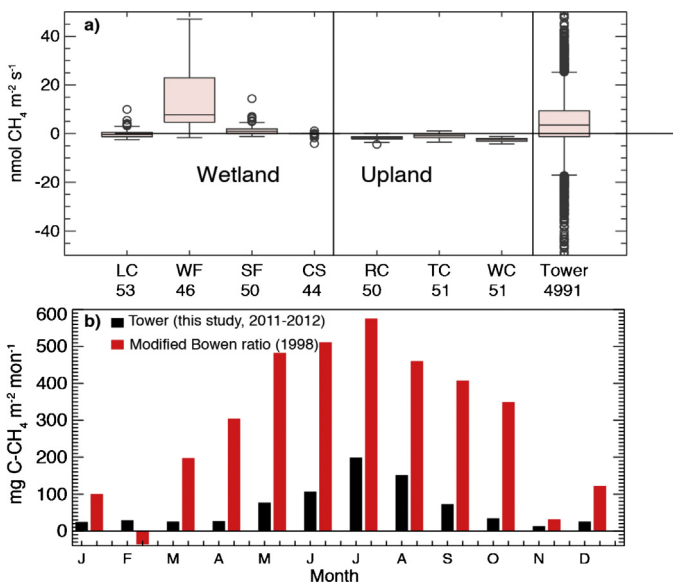 a)
40
20
0
-20
-40
nmol CH₄ m⁻² s⁻¹
Wetland Upland
LC WF SF CS RC TC WC Tower
53 46 50 44 50 51 51 4991
b)
Tower (this study, 2011-2012)
Modified Bowen ratio (1998)
600
500
400
300
200
100
0
mg C-CH₄ m⁻² mon⁻¹
J F M A M J J A S O N D
Month